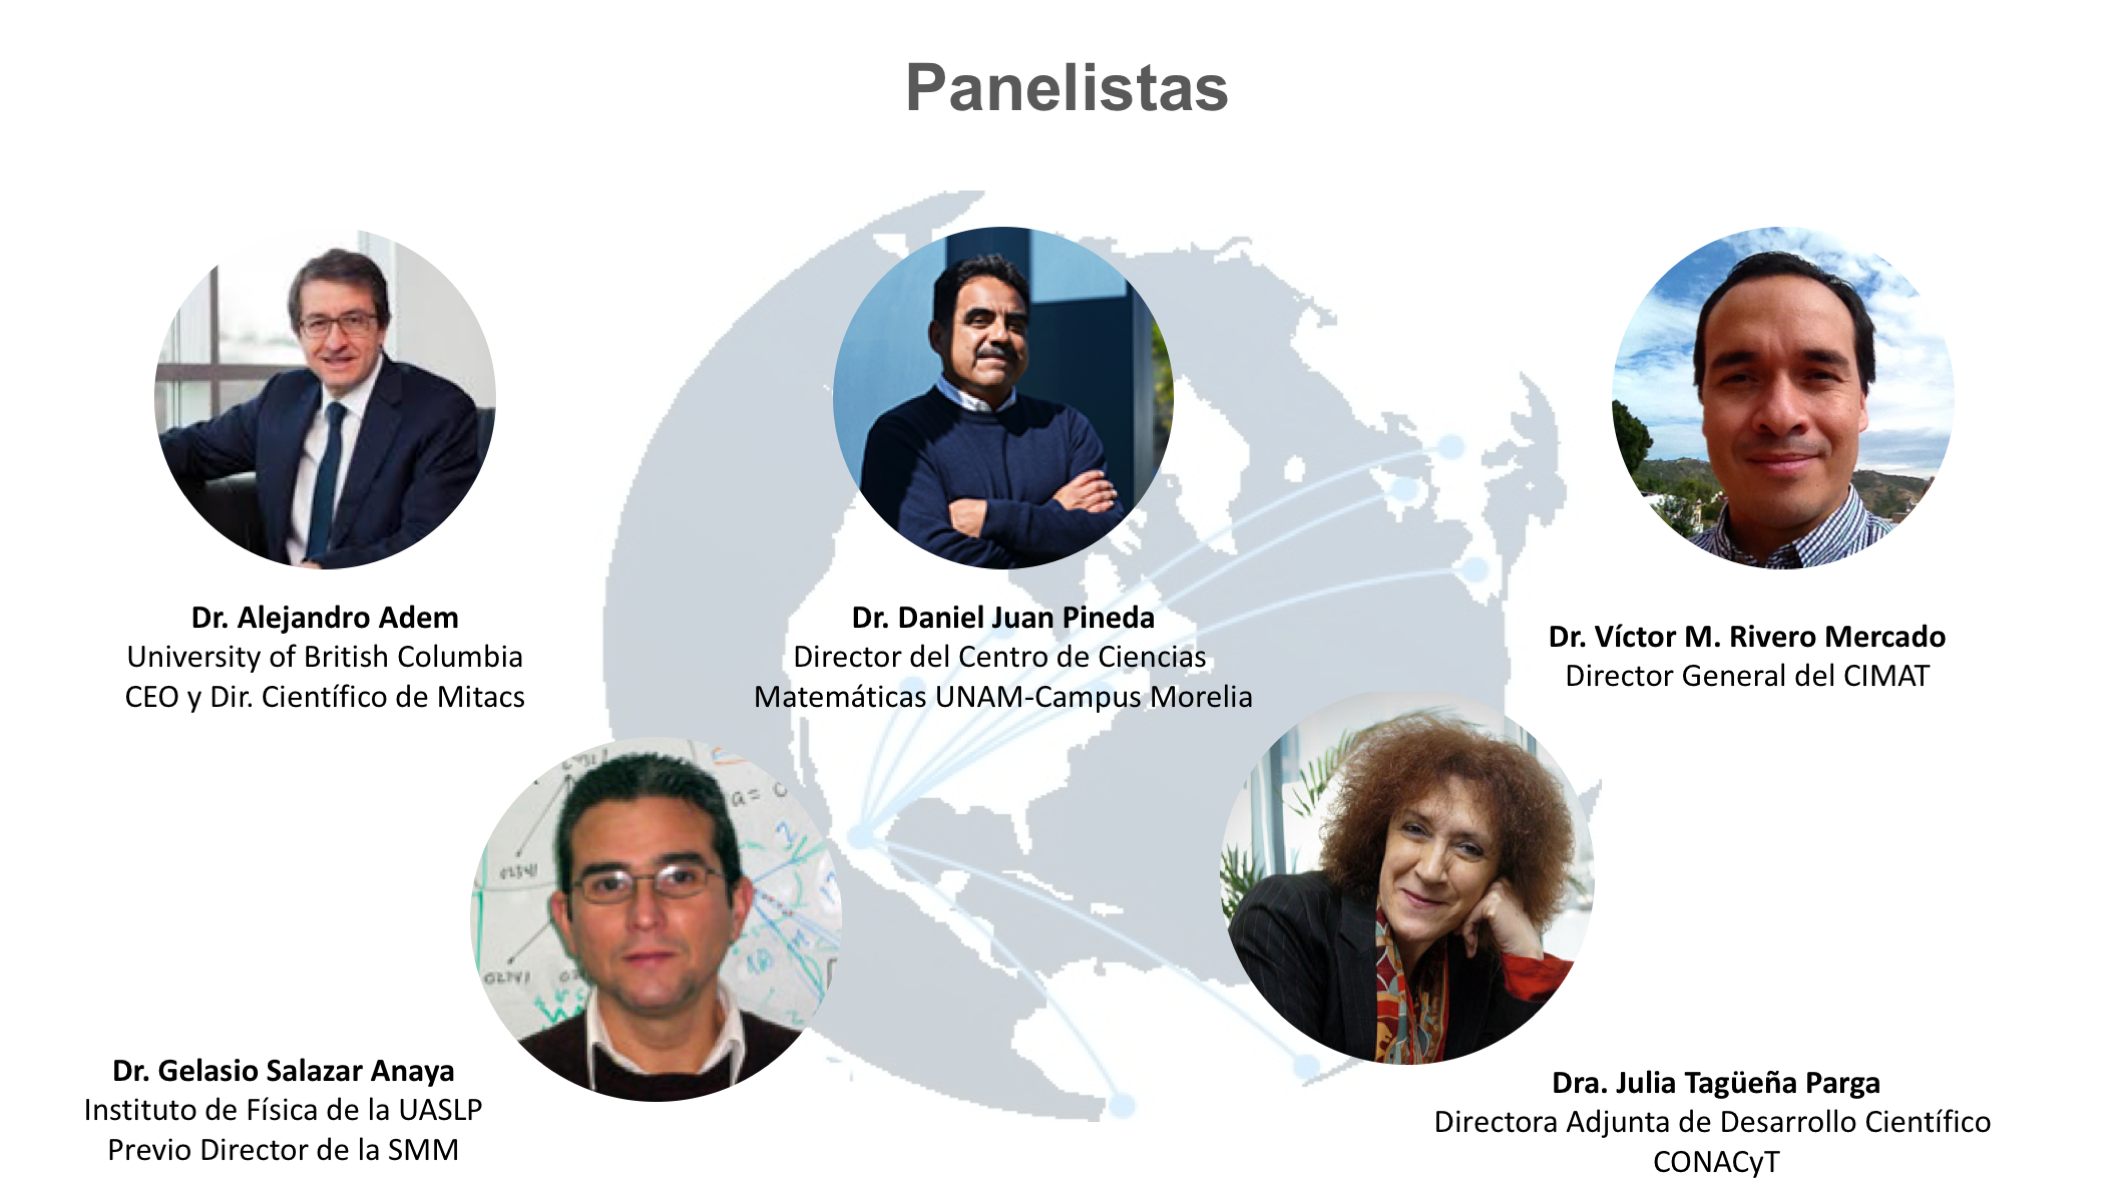 Panelistas
Dr. Alejandro Adem
University of British Columbia
CEO y Dir. Científico de Mitacs
Dr. Daniel Juan Pineda
Director del Centro de Ciencias
Matemáticas UNAM-Campus Morelia
Dr. Víctor M. Rivero Mercado
Director General del CIMAT
a= c
02341
02341
Dr. Gelasio Salazar Anaya
Instituto de Física de la UASLP
Previo Director de la SMM
Dra. Julia Tagüeña Parga
Directora Adjunta de Desarrollo Científico
CONACyT